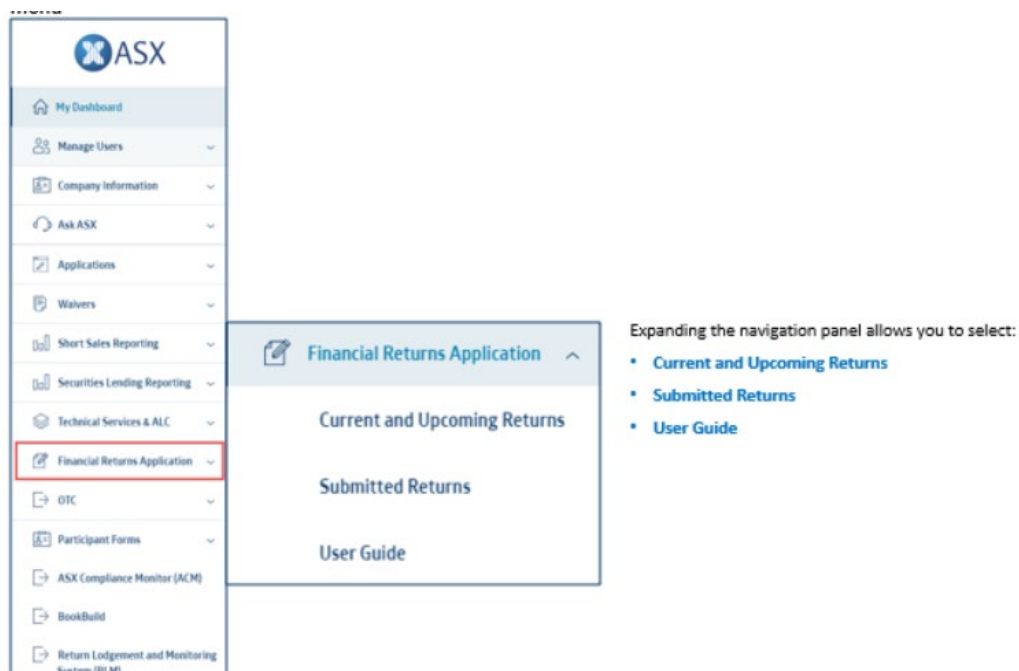 ASX
My Dashboard
Manage Users
Company Information
Ask ASX
Applications
Waivers
Short Sales Reporting
Securities Lending Reporting
Technical Services & ALC
Financial Returns Application
OTC
Participant Forms
ASX Compliance Monitor (ACM)
BookBuild
Return Lodgement and Monitoring
System (RLM)
Financial Returns Application
Current and Upcoming Returns
Submitted Returns
User Guide
Expanding the navigation panel allows you to select:
• Current and Upcoming Returns
• Submitted Returns
• User Guide